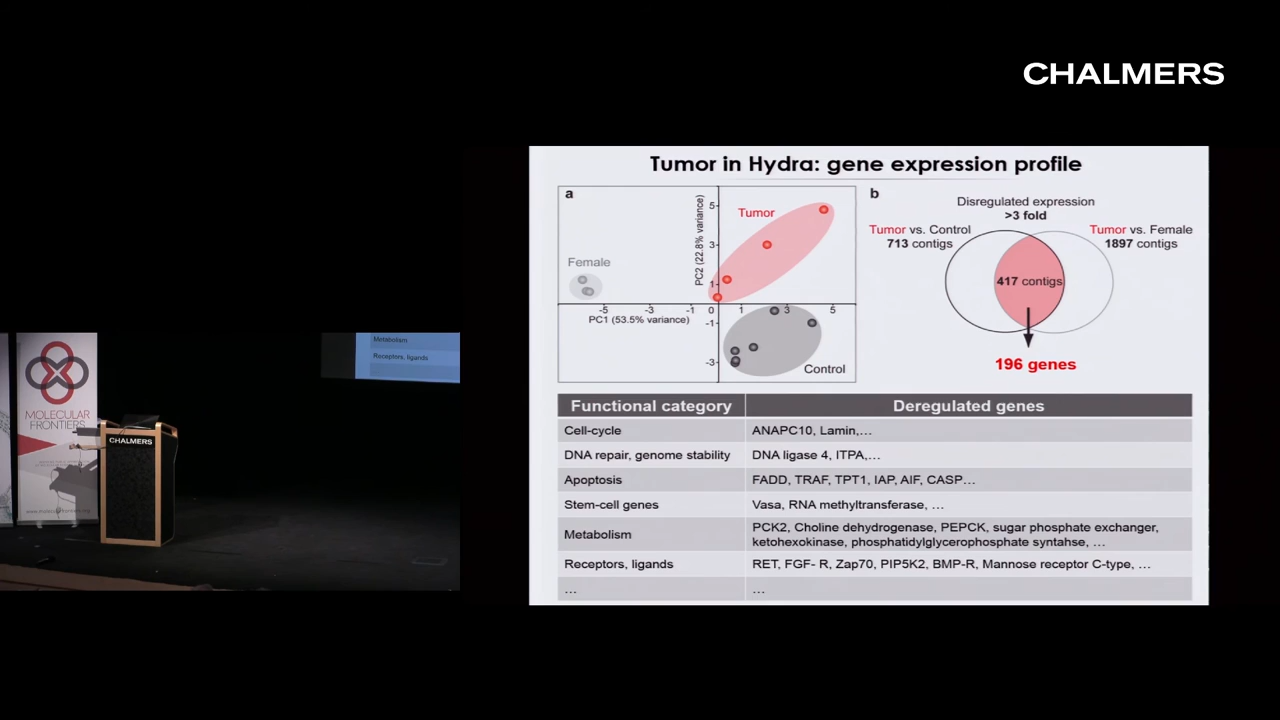 CHALMERS
Tumor in Hydra: gene expression profile
a
PC2 (22.8% variance)
5
3
1
Tumor
Female
-5
-3
-1
0
1
3
5
PC1 (53.5% variance)
-1
-3
Control
b
Disregulated expression
>3 fold
Tumor vs. Control
713 contigs
Tumor vs. Female
1897 contigs
417 contigs
196 genes
Functional category Deregulated genes
Cell-cycle ANAPC10, Lamin,…
DNA repair, genome stability DNA ligase 4, ITPA,…
Apoptosis FADD, TRAF, TPT1, IAP, AIF, CASP…
Stem-cell genes Vasa, RNA methyltransferase, …
Metabolism PCK2, Choline dehydrogenase, PEPCK, sugar phosphate exchanger,
ketohexokinase, phosphatidylglycerophosphate syntahse, …
Receptors, ligands RET, FGF- R, Zap70, PIP5K2, BMP-R, Mannose receptor C-type, …
… …
Metabolism
Receptors, ligands
MOLECULAR
FRONTIERS
CHALMERS